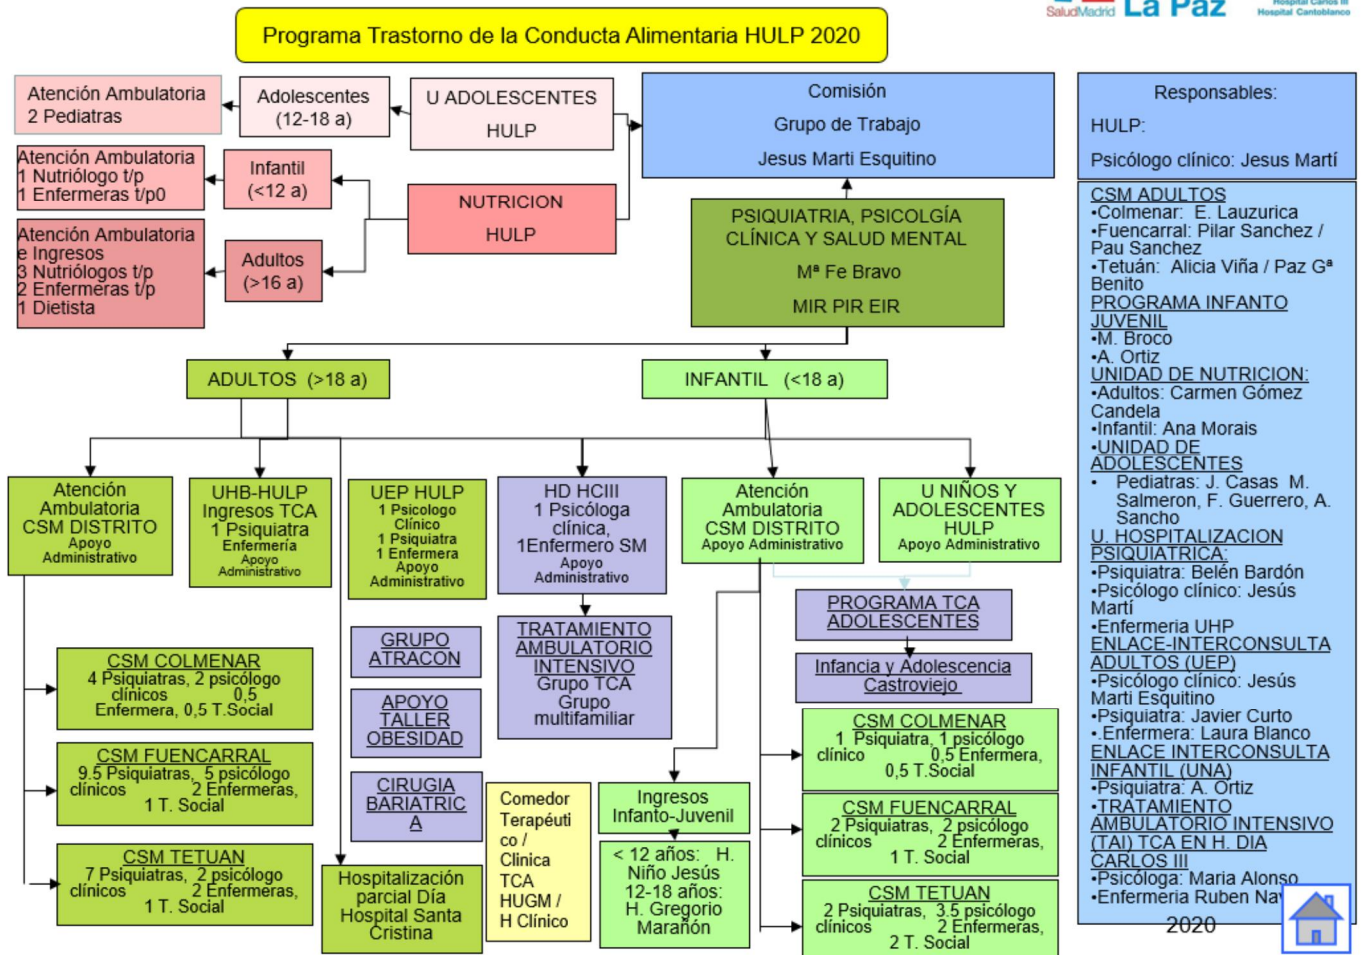 SaludMadrid
La Paz
Hospital Carlos III
Hospital Cantoblanco
Programa Trastorno de la Conducta Alimentaria HULP 2020
Atención Ambulatoria
2 Pediatras
Adolescentes
(12-18 a)
U ADOLESCENTES
HULP
Comisión
Grupo de Trabajo
Jesus Marti Esquitino
Atención Ambulatoria
1 Nutriólogo t/p
1 Enfermeras t/p0
Infantil
(<12 a)
NUTRICION
HULP
Atención Ambulatoria
e Ingresos
3 Nutriólogos t/p
2 Enfermeras t/p
1 Dietista
Adultos
(>16 a)
PSIQUIATRIA, PSICOLGÍA
CLÍNICA Y SALUD MENTAL
Mª Fe Bravo
MIR PIR EIR
ADULTOS (>18 a)
INFANTIL (<18 a)
Atención
Ambulatoria
CSM DISTRITO
Apoyo
Administrativo
UHB-HULP
Ingresos TCA
1 Psiquiatra
Enfermería
Apoyo
Administrativo
UEP HULP
1 Psicologo
Clínico
1 Psiquiatra
1 Enfermera
Apoyo
Administrativo
HD HCIII
1 Psicóloga
clínica,
1Enfermero SM
Apoyo
Administrativo
Atención
Ambulatoria
CSM DISTRITO
Apoyo Administrativo
U NIÑOS Y
ADOLESCENTES
HULP
Apoyo Administrativo
CSM COLMENAR
4 Psiquiatras, 2 psicólogo
clínicos 0,5
Enfermera, 0,5 T.Social
CSM FUENCARRAL
9.5 Psiquiatras, 5 psicólogo
clínicos 2 Enfermeras,
1 T. Social
CSM TETUAN
7 Psiquiatras, 2 psicólogo
clínicos 2 Enfermeras,
1 T. Social
GRUPO
ATRACON
APOYO
TALLER
OBESIDAD
CIRUGIA
BARIATRIC
A
Hospitalización
parcial Día
Hospital Santa
Cristina
TRATAMIENTO
AMBULATORIO
INTENSIVO
Grupo TCA
Grupo
multifamiliar
Comedor
Terapéuti
co /
Clinica
TCA
HUGM /
H Clínico
Ingresos
Infanto-Juvenil
< 12 años: H.
Niño Jesús
12-18 años:
H. Gregorio
Marañón
PROGRAMA TCA
ADOLESCENTES
Infancia y Adolescencia
Castroviejo
CSM COLMENAR
1 Psiquiatra, 1 psicólogo
clínico 0,5 Enfermera,
0,5 T.Social
CSM FUENCARRAL
2 Psiquiatras, 2 psicólogo
clínicos 2 Enfermeras,
1 T. Social
CSM TETUAN
2 Psiquiatras, 3.5 psicólogo
clínicos 2 Enfermeras,
2 T. Social
Responsables:
HULP:
Psicólogo clínico: Jesus Martí
CSM ADULTOS
•Colmenar: E. Lauzurica
•Fuencarral: Pilar Sanchez /
Pau Sanchez
•Tetuán: Alicia Viña / Paz Gª
Benito
PROGRAMA INFANTO
JUVENIL
•M. Broco
•A. Ortiz
UNIDAD DE NUTRICION:
•Adultos: Carmen Gómez
Candela
•Infantil: Ana Morais
•UNIDAD DE
ADOLESCENTES
• Pediatras: J. Casas M.
Salmeron, F. Guerrero, A.
Sancho
U. HOSPITALIZACION
PSIQUIATRICA:
•Psiquiatra: Belén Bardón
•Psicólogo clínico: Jesús
Martí
•Enfermeria UHP
ENLACE-INTERCONSULTA
ADULTOS (UEP)
•Psicólogo clínico: Jesús
Marti Esquitino
•Psiquiatra: Javier Curto
•.Enfermera: Laura Blanco
ENLACE INTERCONSULTA
INFANTIL (UNA)
•Psiquiatra: A. Ortiz
•TRATAMIENTO
AMBULATORIO INTENSIVO
(TAI) TCA EN H. DIA
CARLOS III
•Psicóloga: Maria Alonso
•Enfermeria Ruben
2020